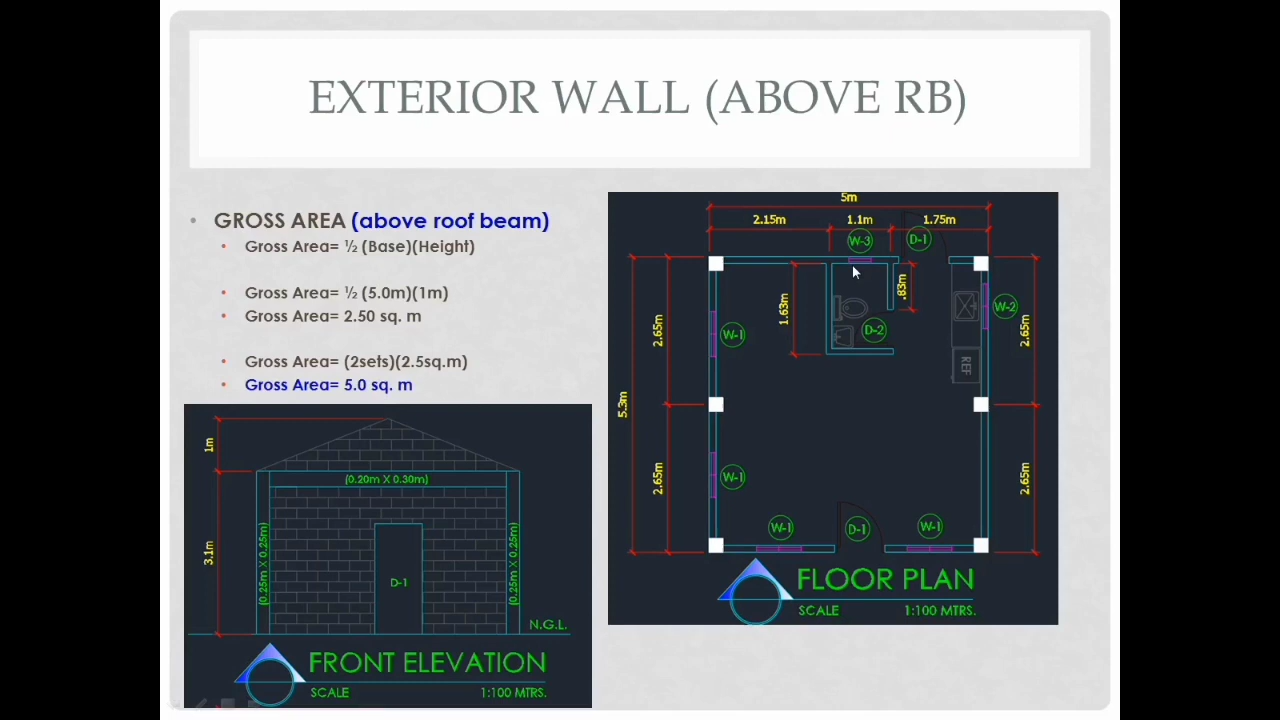 EXTERIOR WALL (ABOVE RB)
• GROSS AREA (above roof beam)
• Gross Area= ½ (Base)(Height)
• Gross Area= ½ (5.0m)(1m)
• Gross Area= 2.50 sq. m
• Gross Area= (2sets)(2.5sq.m)
• Gross Area= 5.0 sq. m
1m
(0.20m X 0.30m)
3.1m
(0.25m X 0.25m)
(0.25m X 0.25m)
D-1
N.G.L.
FRONT ELEVATION
SCALE 1:100 MTRS.
5m
2.15m 1.1m 1.75m
W-3 D-1
.83m
1.63m
W-2
2.65m
W-1
D-2
2.65m
REF
5.3m
2.65m
W-1
2.65m
W-1 D-1 W-1
FLOOR PLAN
SCALE 1:100 MTRS.